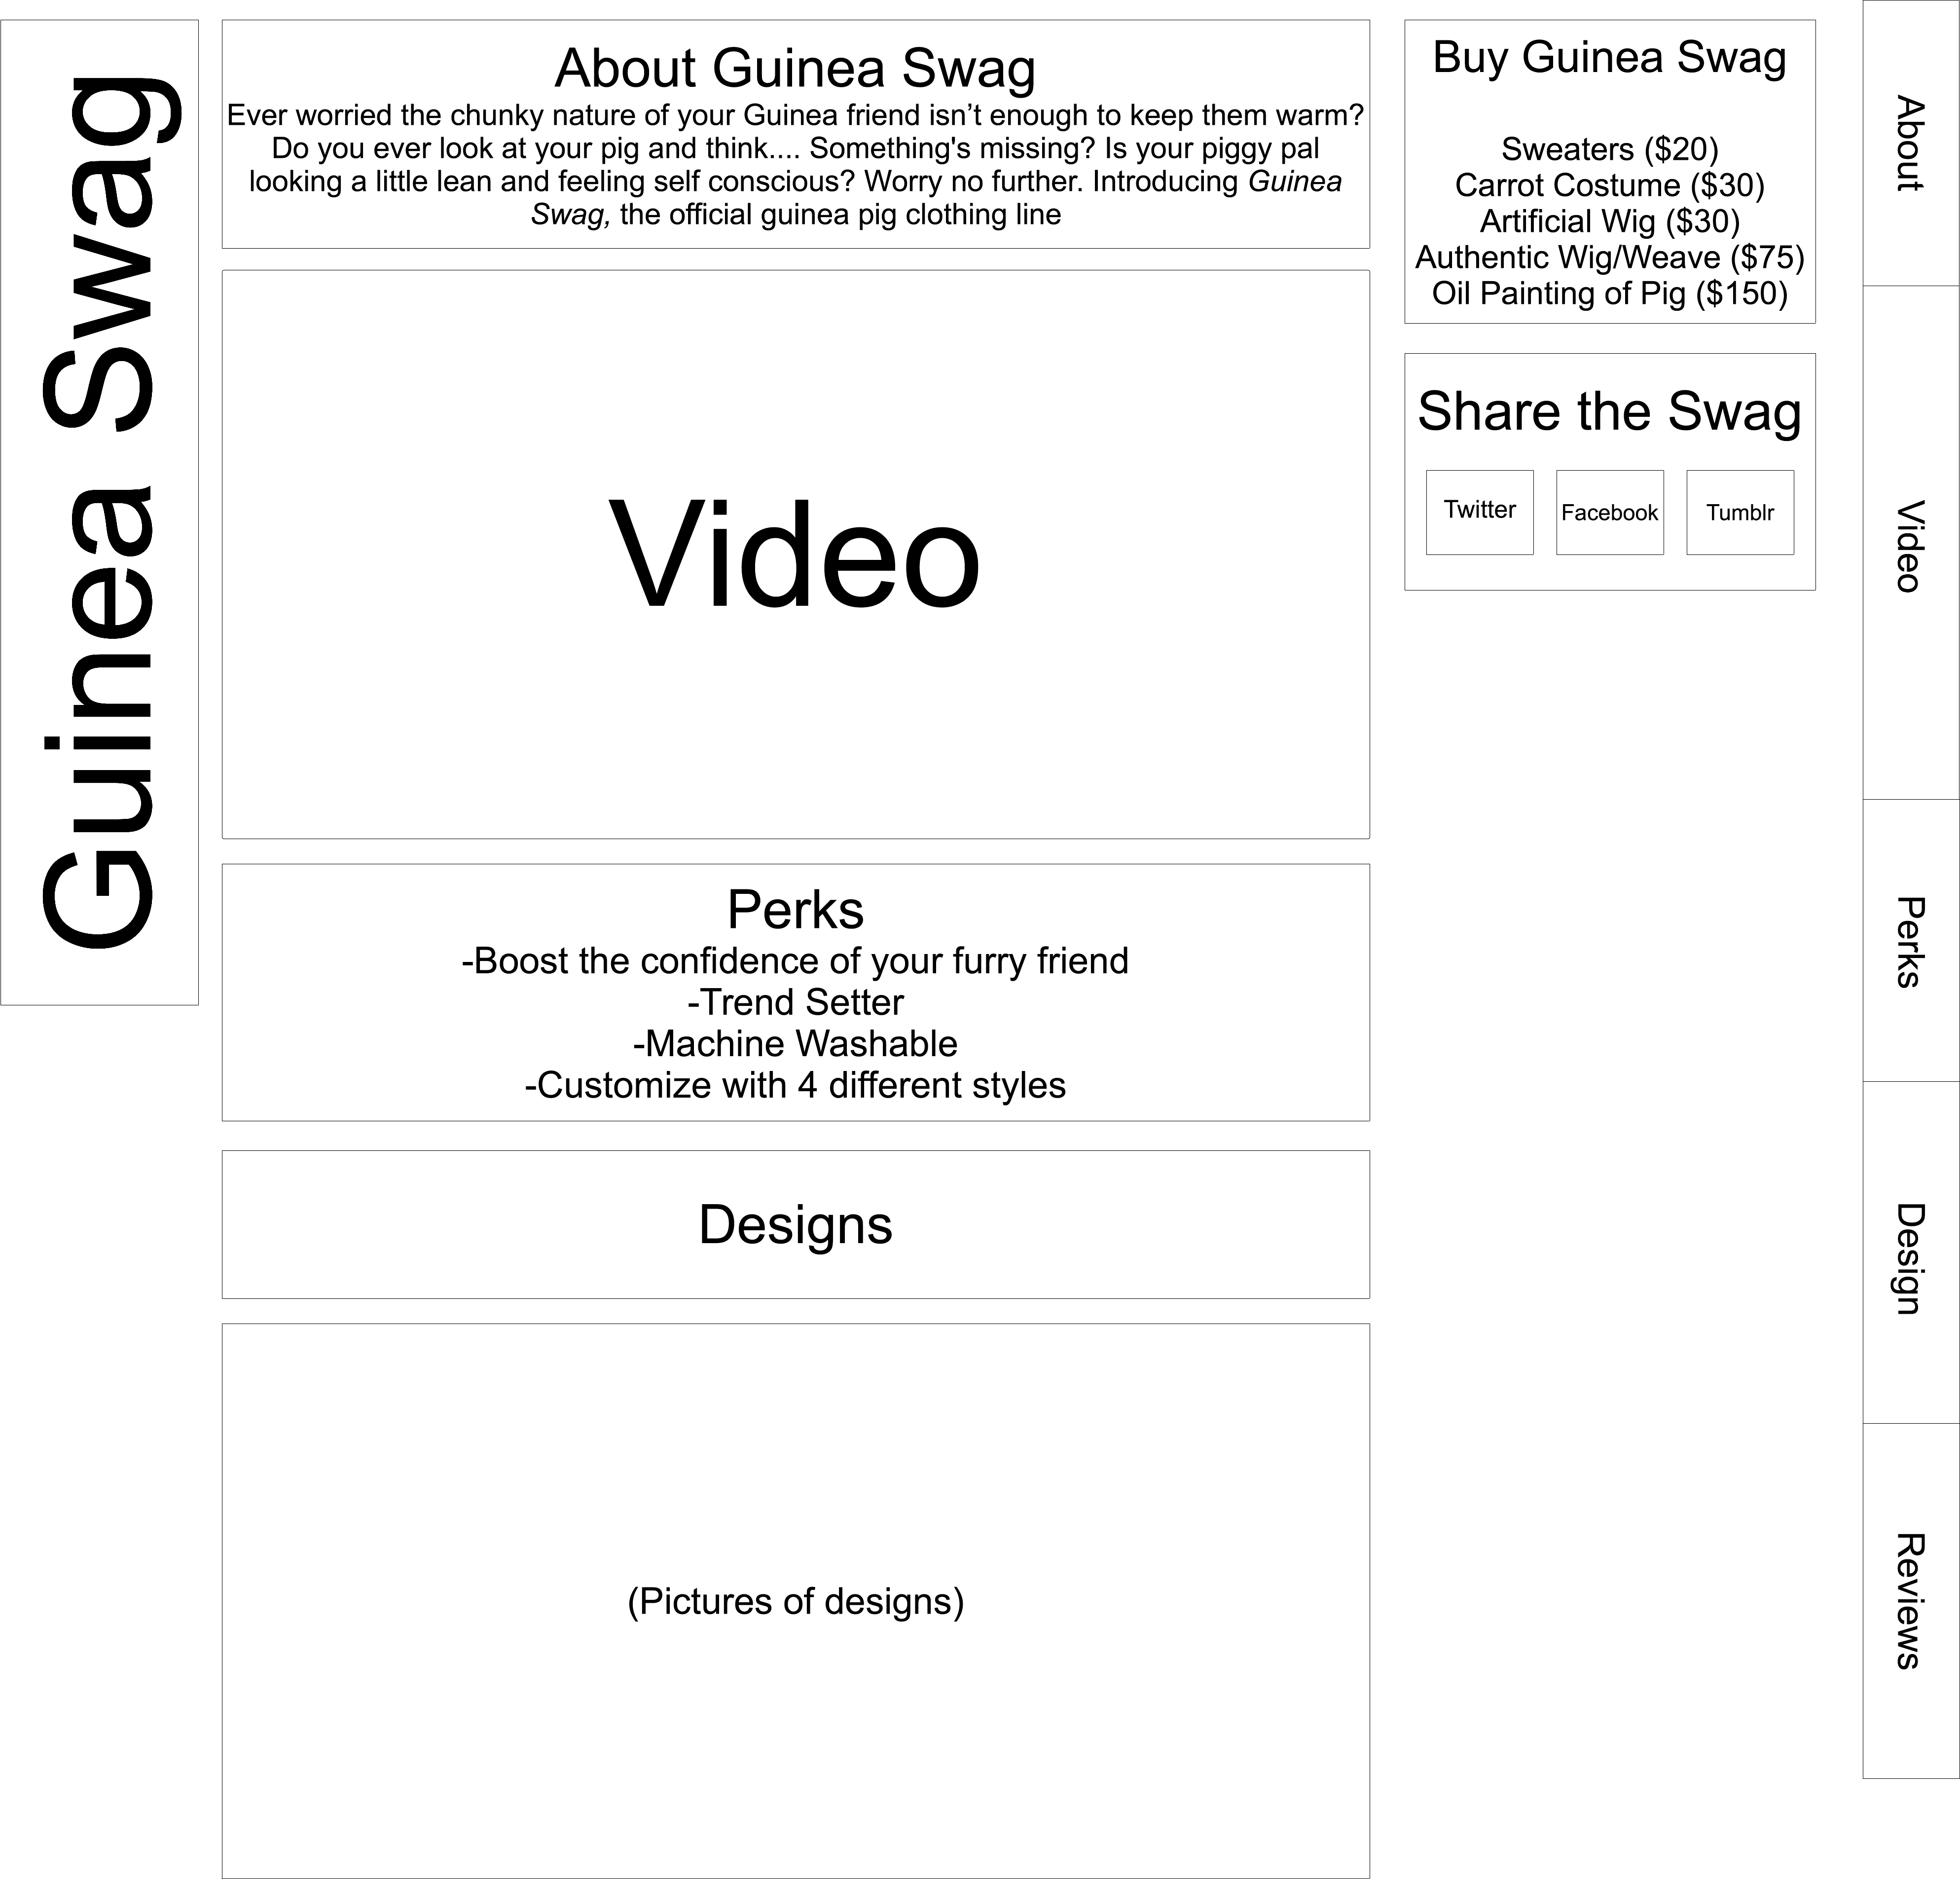 Guinea Swag
About Guinea Swag
Ever worried the chunky nature of your Guinea friend isn’t enough to keep them warm?
Do you ever look at your pig and think.... Something's missing? Is your piggy pal
looking a little lean and feeling self conscious? Worry no further. Introducing Guinea
Swag, the official guinea pig clothing line
Video
Perks
-Boost the confidence of your furry friend
-Trend Setter
-Machine Washable
-Customize with 4 different styles
Designs
(Pictures of designs)
Buy Guinea Swag
Sweaters ($20)
Carrot Costume ($30)
Artificial Wig ($30)
Authentic Wig/Weave ($75)
Oil Painting of Pig ($150)
Share the Swag
Twitter
Facebook
Tumblr
About
Video
Perks
Design
Reviews